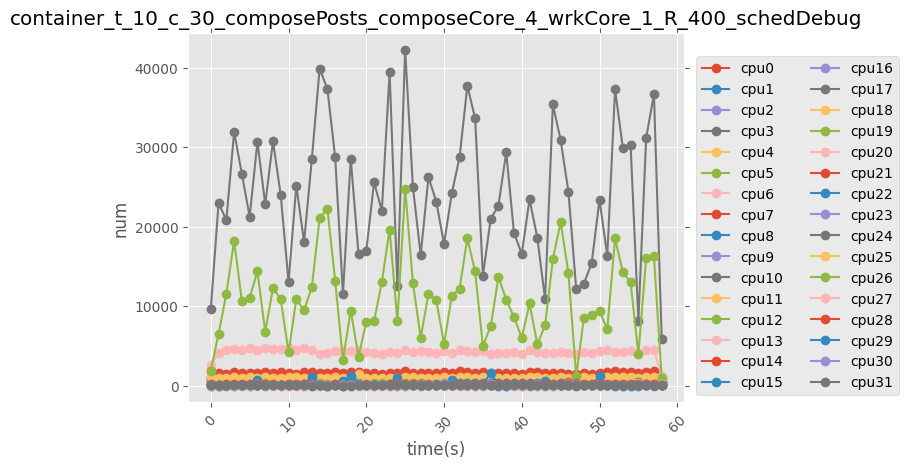 container_t_10_c_30_composePosts_composeCore_4_wrkCore_1_R_400_schedDebug
40000
30000
20000
10000
0
num
0
10
20
30
40
50
60
time(s)
cpu0
cpu1
cpu2
cpu3
cpu4
cpu5
cpu6
cpu7
cpu8
cpu9
cpu10
cpu11
cpu12
cpu13
cpu14
cpu15
cpu16
cpu17
cpu18
cpu19
cpu20
cpu21
cpu22
cpu23
cpu24
cpu25
cpu26
cpu27
cpu28
cpu29
cpu30
cpu31